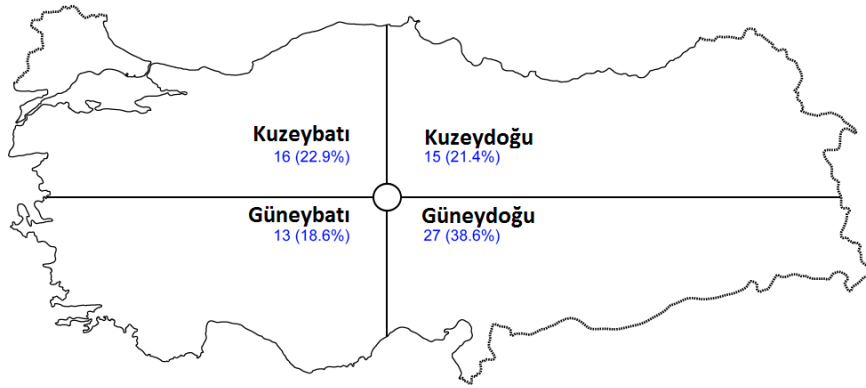 Kuzeybatı
16 (22.9%)
Kuzeydoğu
15 (21.4%)
Güneybatı
13 (18.6%)
Güneydoğu
27 (38.6%)